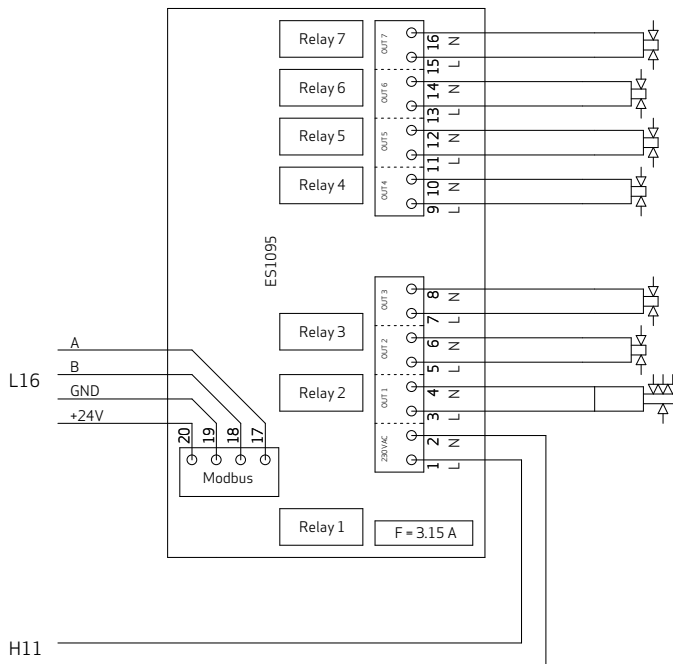 Relay 7
OUT 7
16 N
15 L
Relay 6
OUT 6
14 N
13 L
Relay 5
OUT 5
12 N
11 L
Relay 4
OUT 4
10 N
9 L
ES1095
OUT 3
8 N
7 L
Relay 3
OUT 2
6 N
5 L
Relay 2
OUT 1
4 N
3 L
230 VAC
2 N
1 L
L16
A
B
GND
+24V
20 19 18 17
Modbus
Relay 1
F = 3.15 A
H11